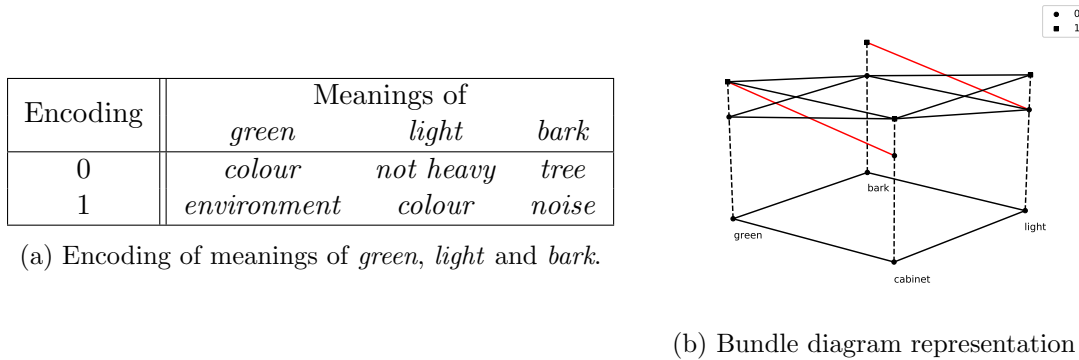 Encoding
Meanings of
green light bark
0 colour not heavy tree
1 environment colour noise
(a) Encoding of meanings of green, light and bark.
0
1
bark
green
light
cabinet
(b) Bundle diagram representation